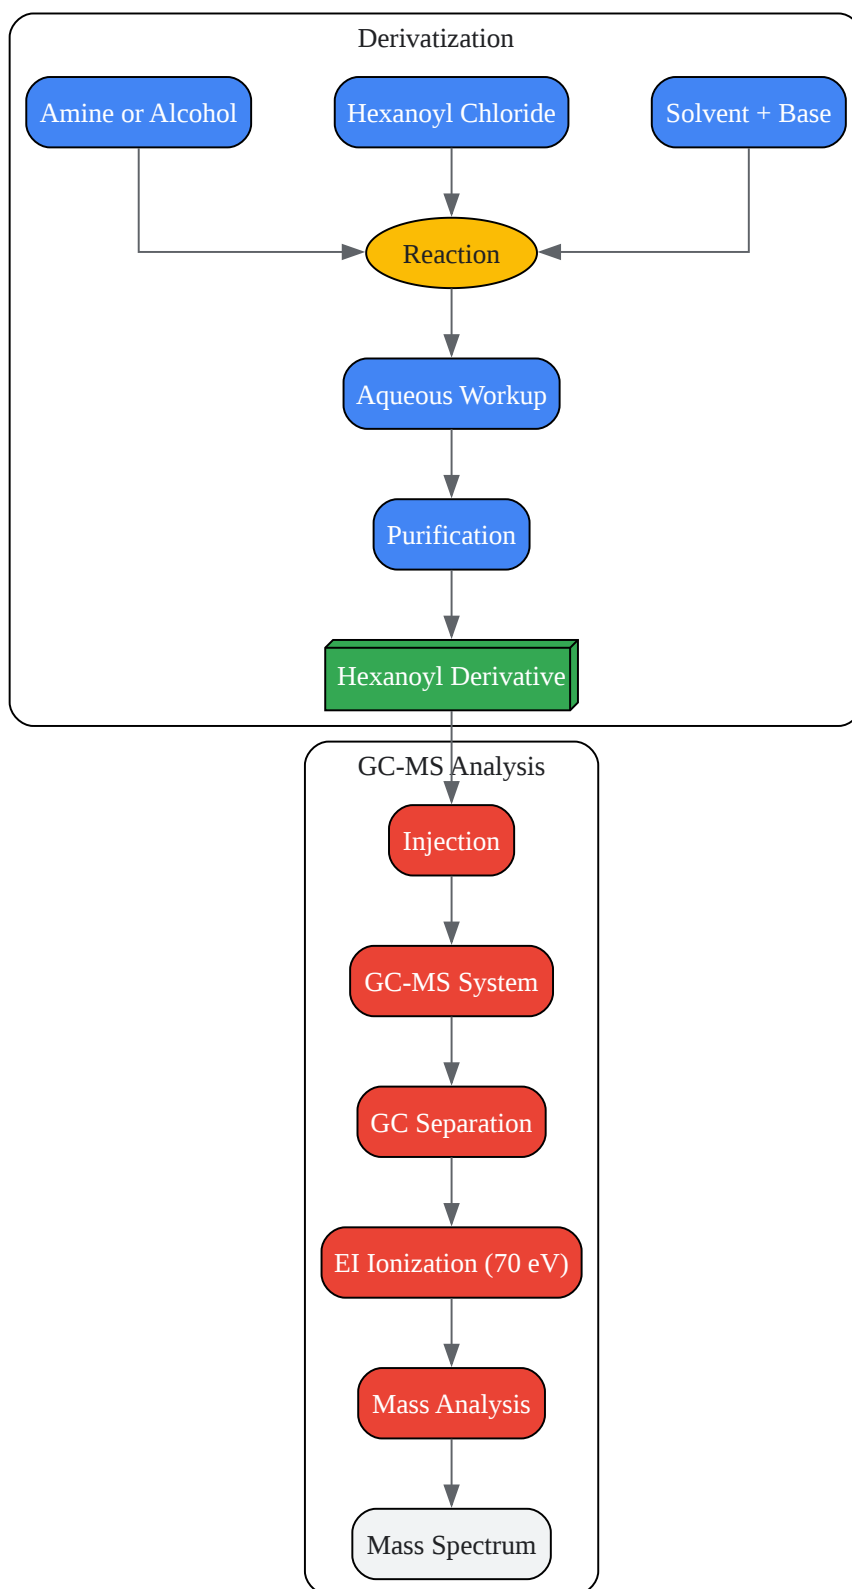 Derivatization
Amine or Alcohol
Hexanoyl Chloride
Solvent + Base
Reaction
Aqueous Workup
Purification
Hexanoyl Derivative
GC-MS Analysis
Injection
GC-MS System
GC Separation
EI Ionization (70 eV)
Mass Analysis
Mass Spectrum